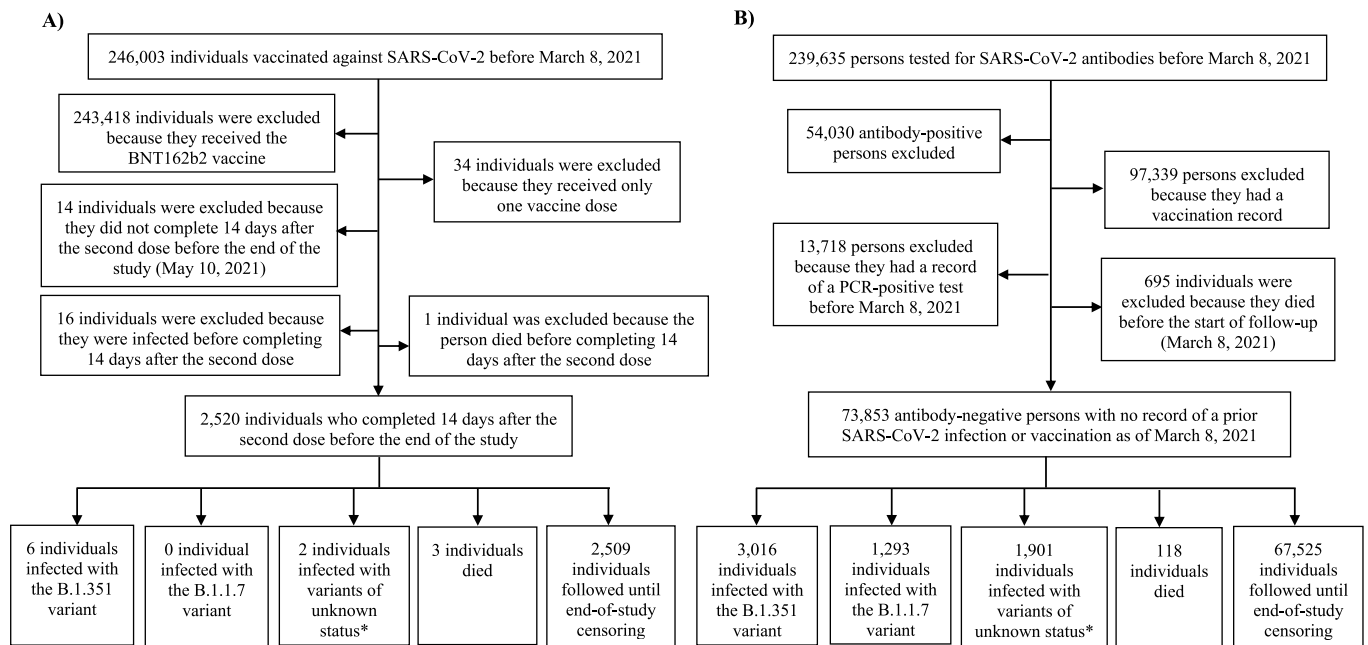 A)
246,003 individuals vaccinated against SARS-CoV-2 before March 8, 2021
243,418 individuals were excluded
because they received the
BNT162b2 vaccine
34 individuals were excluded
because they received only
one vaccine dose
14 individuals were excluded because
they did not complete 14 days after
the second dose before the end of the
study (May 10, 2021)
16 individuals were excluded because
they were infected before completing
14 days after the second dose
1 individual was excluded because the
person died before completing 14
days after the second dose
2,520 individuals who completed 14 days after the
second dose before the end of the study
6 individuals
infected with
the B.1.351
variant
0 individual
infected with
the B.1.1.7
variant
2 individuals
infected with
variants of
unknown
status*
3 individuals
died
2,509
individuals
followed until
end-of-study
censoring
B)
239,635 persons tested for SARS-CoV-2 antibodies before March 8, 2021
54,030 antibody-positive
persons excluded
97,339 persons excluded
because they had a
vaccination record
13,718 persons excluded
because they had a record
of a PCR-positive test
before March 8, 2021
695 individuals were
excluded because they died
before the start of follow-up
(March 8, 2021)
73,853 antibody-negative persons with no record of a prior
SARS-CoV-2 infection or vaccination as of March 8, 2021
3,016
individuals
infected with
the B.1.351
variant
1,293
individuals
infected with
the B.1.1.7
variant
1,901
individuals
infected with
variants of
unknown status*
118
individuals
died
67,525
individuals
followed until
end-of-study
censoring